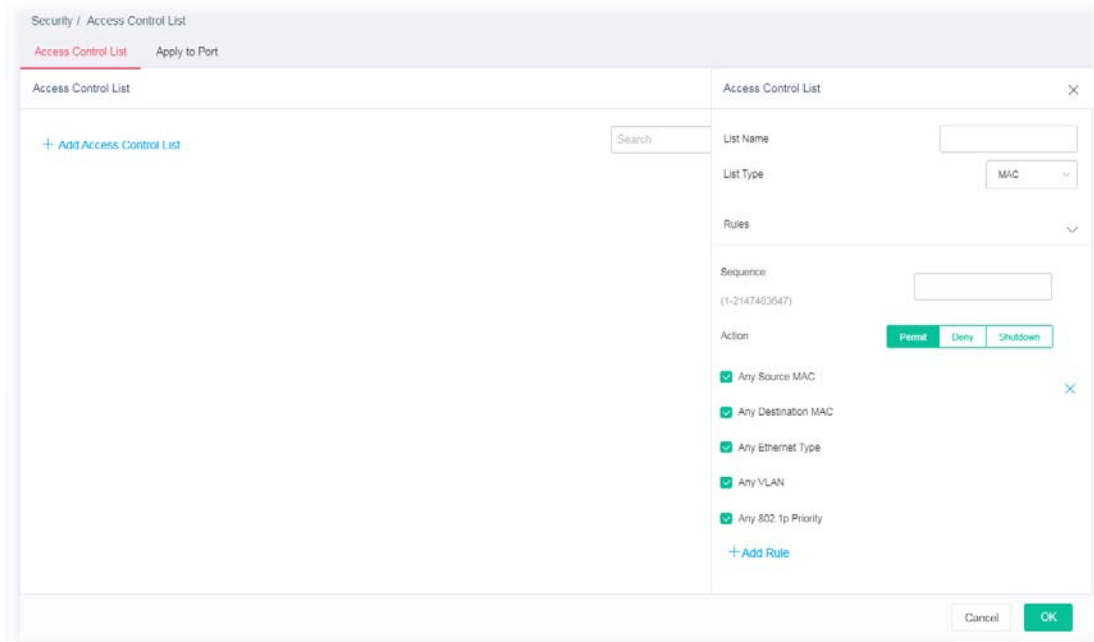 Security / Access Control List
Access Control List Apply to Port
Access Control List
+ Add Access Control List
Search
Access Control List
List Name
List Type
MAC
Rules
Sequence
(1-2147483647)
Action
Permit Deny Shutdown
Any Source MAC
Any Destination MAC
Any Ethernet Type
Any VLAN
Any 802.1p Priority
+ Add Rule
Cancel OK